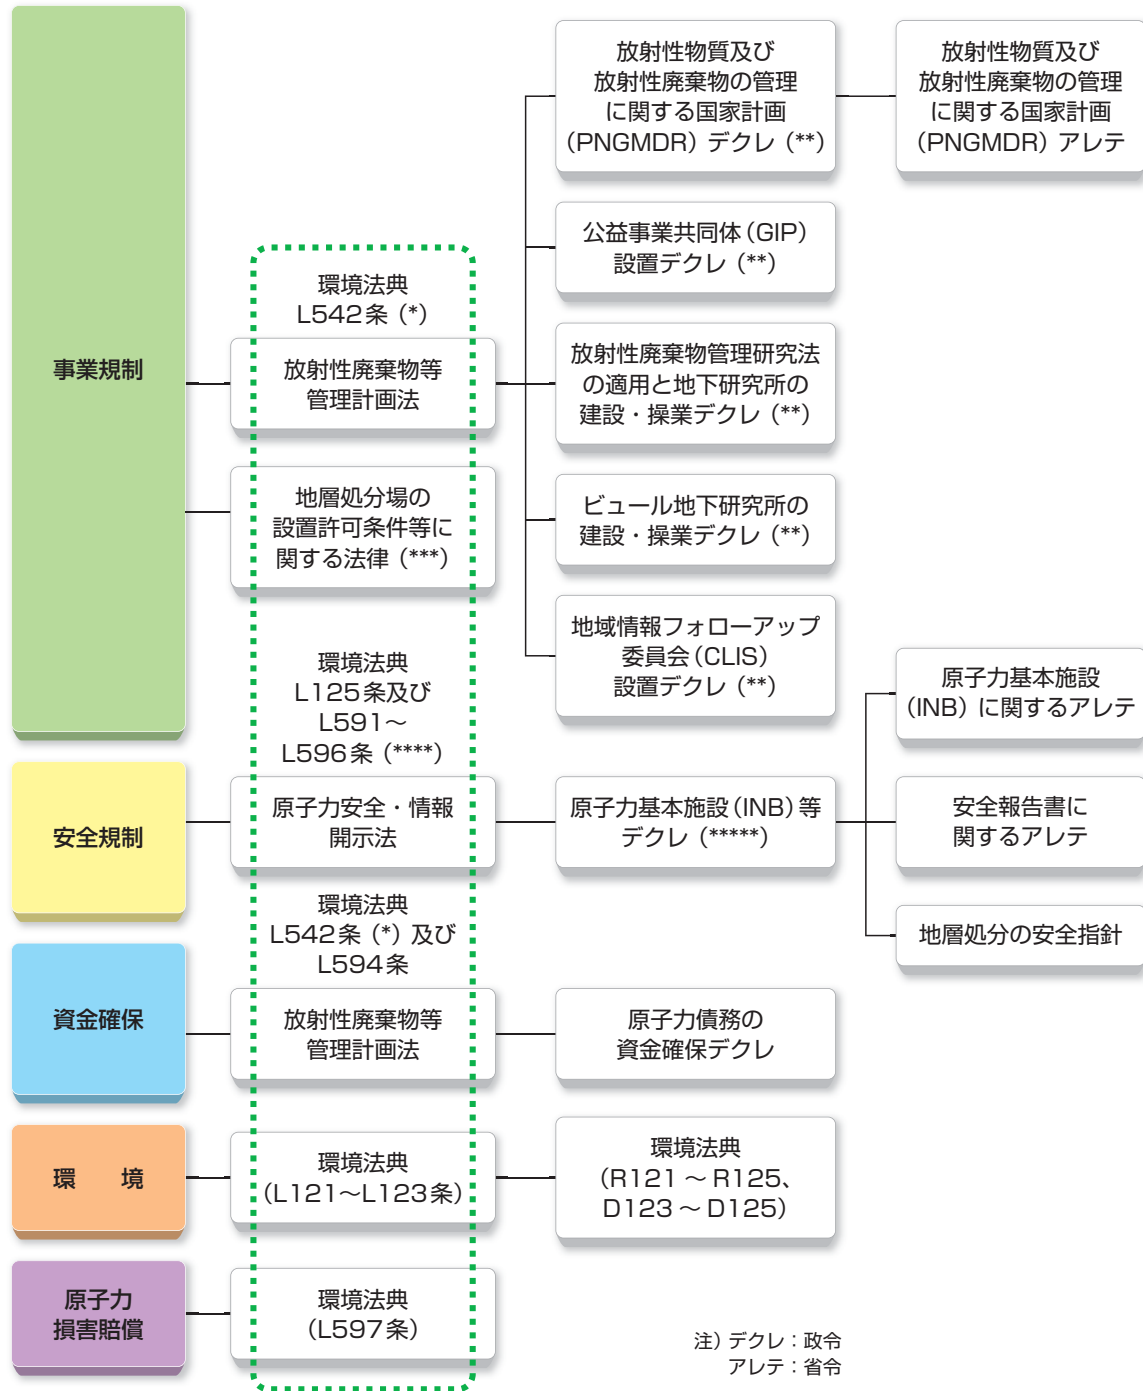 事業規制
環境法典
L542条(*)
放射性廃棄物等
管理計画法
地層処分場の
設置許可条件等に
関する法律(***)
放射性物質及び
放射性廃棄物の管理
に関する国家計画
(PNGMDR)デクレ(**)
放射性物質及び
放射性廃棄物の管理
に関する国家計画
(PNGMDR)アレテ
公益事業共同体(GIP)
設置デクレ(**)
放射性廃棄物管理研究法
の適用と地下研究所の
建設・操業デクレ(**)
ビュール地下研究所の
建設・操業デクレ(**)
地域情報フォローアップ
委員会(CLIS)
設置デクレ(**)
安全規制
環境法典
L125条及び
L591～
L596条(****)
原子力安全・情報
開示法
原子力基本施設(INB)等
デクレ(*****)
原子力基本施設
(INB)に関するアレテ
安全報告書に
関するアレテ
地層処分の安全指針
資金確保
環境法典
L542条(*)及び
L594条
放射性廃棄物等
管理計画法
原子力債務の
資金確保デクレ
環　境
環境法典
(L121～L123条)
環境法典
(R121 ～ R125、
D123 ～ D125)
原子力
損害賠償
環境法典
(L597条)
注)デクレ：政令
アレテ：省令